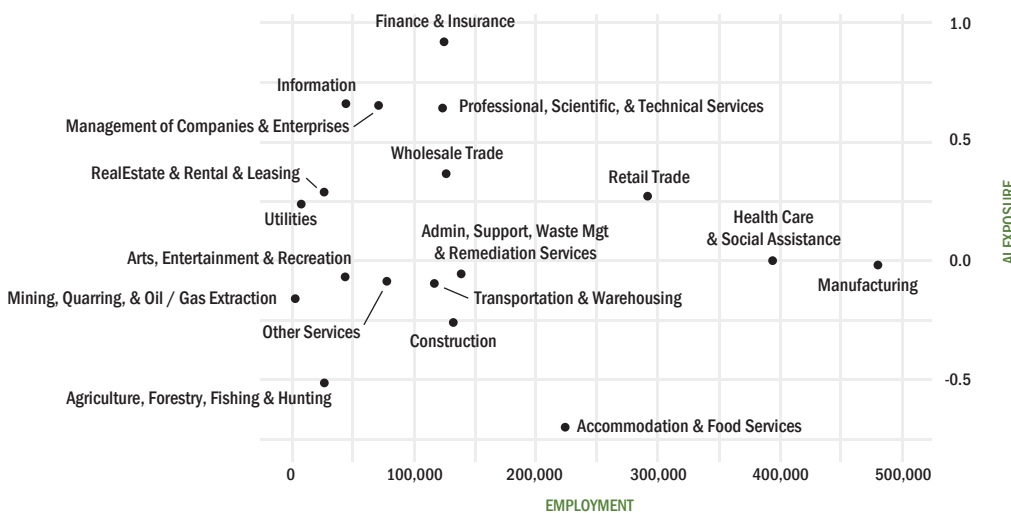 Finance & Insurance
1.0
Information
Management of Companies & Enterprises
Professional, Scientific, & Technical Services
0.5
Wholesale Trade
RealEstate & Rental & Leasing
Retail Trade
Utilities
Health Care
& Social Assistance
Admin, Support, Waste Mgt
& Remediation Services
Arts, Entertainment & Recreation
0.0
Manufacturing
Mining, Quarring, & Oil / Gas Extraction
Transportation & Warehousing
Other Services
Construction
-0.5
Agriculture, Forestry, Fishing & Hunting
Accommodation & Food Services
0
100,000
200,000
300,000
400,000
500,000
EMPLOYMENT
AI EXPOSURE